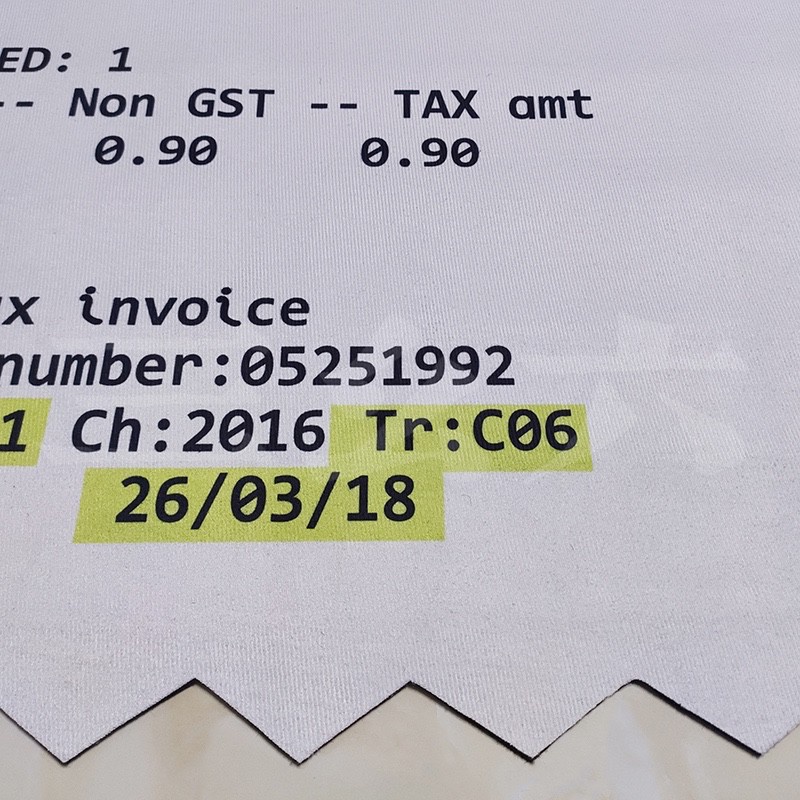 ED: 1
-- Non GST -- TAX amt
0.90 0.90
x invoice
number:05251992
1 Ch:2016 Tr:C06
26/03/18